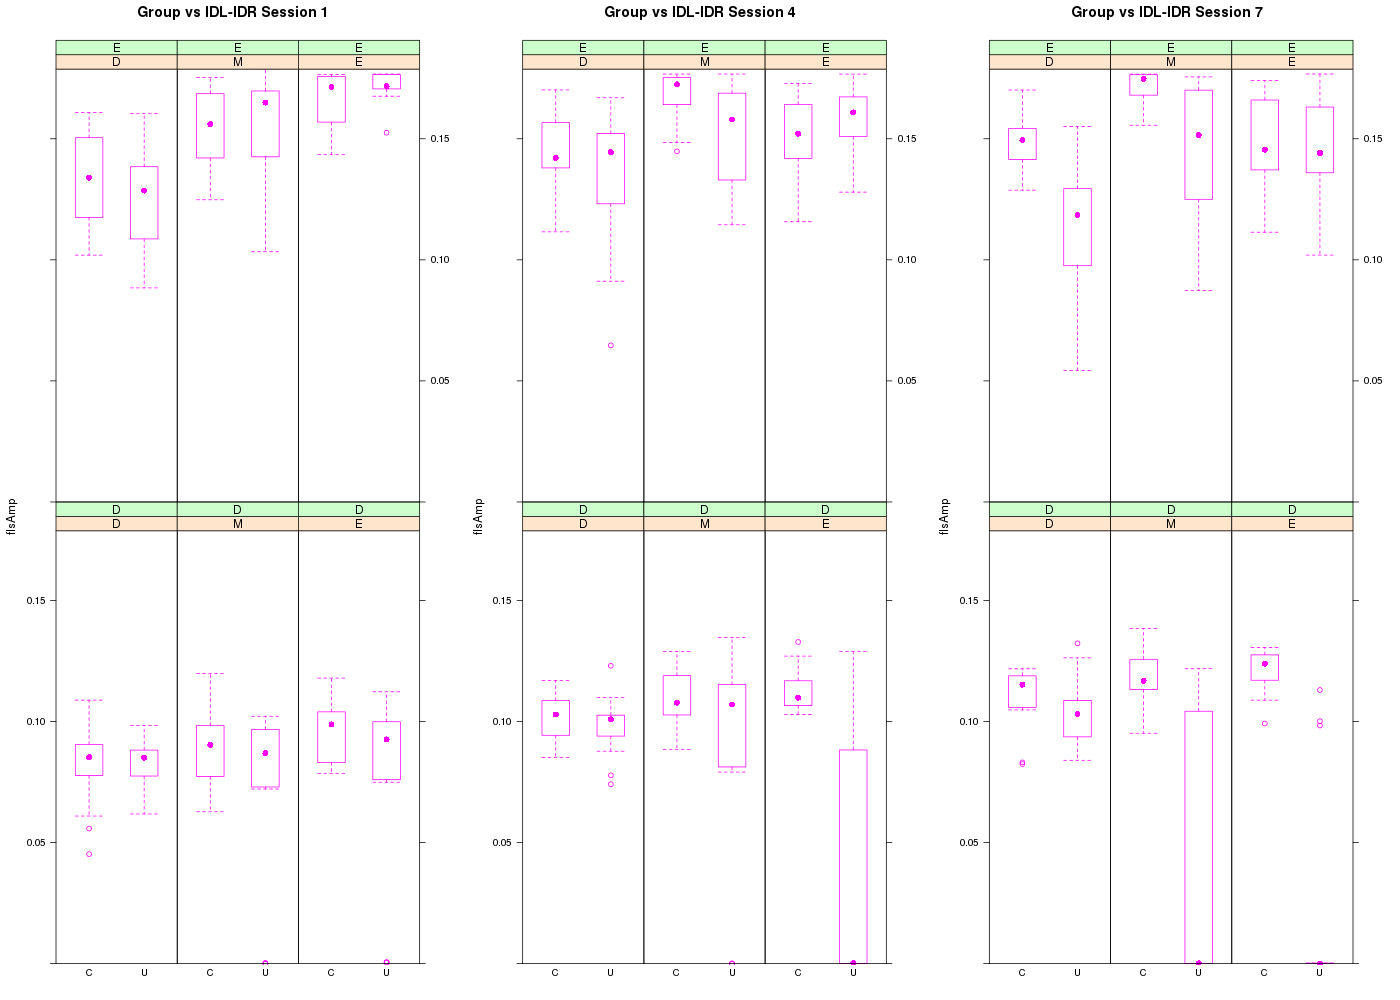 Group vs IDL-IDR Session 1 Group vs IDL-IDR Session 4 Group vs IDL-IDR Session 7
E E E E E E E E E
D M E D M E D M E
0.15 0.15 0.15
0.10 0.10 0.10
0.05 0.05 0.05
flsAmp flsAmp flsAmp
D D D D D D D D D
D M E D M E D M E
0.15 0.15 0.15
0.10 0.10 0.10
0.05 0.05 0.05
C U C U C U C U C U C U C U C U C U